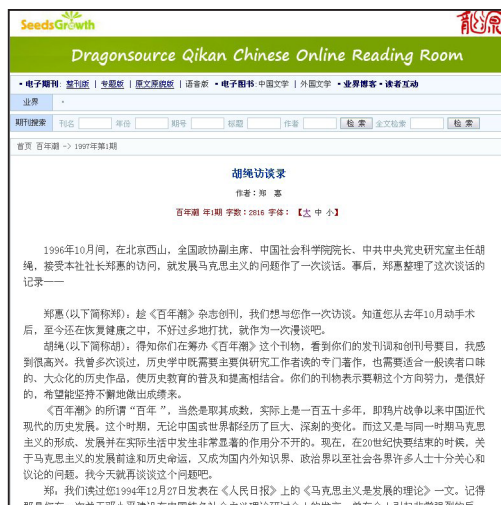 SeedsGrowth
龍源
Dragonsource Qikan Chinese Online Reading Room
• 电子期刊: 整刊版 | 专题版 | 原文原貌版 | 语音版 • 电子图书:中国文学 | 外国文学 • 业界博客 • 读者互动
业界 •
期刊搜索 刊名 年份 期号 标题 作者 检 索 全文检索 检 索
首页 百年潮 -> 1997年第1期
胡绳访谈录
作者：郑 惠
百年潮 年1期 字数：2816 字体： 【大 中 小】
1996年10月间，在北京西山，全国政协副主席、中国社会科学院院长、中共中央党史研究室主任胡
绳，接受本社社长郑惠的访问，就发展马克思主义的问题作了一次谈话。事后，郑惠整理了这次谈话的
记录——
郑惠(以下简称郑)：趁《百年潮》杂志创刊，我们想与您作一次访谈。知道您从去年10月动手术
后，至今还在恢复健康之中，不好过多地打扰，就作为一次漫谈吧。
胡绳(以下简称胡)：得知你们在筹办《百年潮》这个刊物，看到你们的发刊词和创刊号要目，我感
到很高兴。我曾多次谈过，历史学中既需要主要供研究工作者读的专门著作，也需要适合一般读者口味
的、大众化的历史作品，使历史教育的普及和提高相结合。你们的刊物表示要朝这个方向努力，是很好
的，希望能坚持不懈地做出成绩来。
《百年潮》的所谓“百年”，当然是取其成数，实际上是一百五十多年，即鸦片战争以来中国近代
现代的历史发展。这个时期，无论中国或世界都经历了巨大、深刻的变化。而这又是与同一时期马克思
主义的形成、发展并在实际生活中发生非常显著的作用分不开的。现在，在20世纪快要结束的时候，关
于马克思主义的发展前途和历史命运，又成为国内外知识界、政治界以至社会各界许多人士十分关心和
议论的问题。我今天就再谈谈这个问题吧。
郑：我们读过您1994年12月27日发表在《人民日报》上的《马克思主义是发展的理论》一文。记得